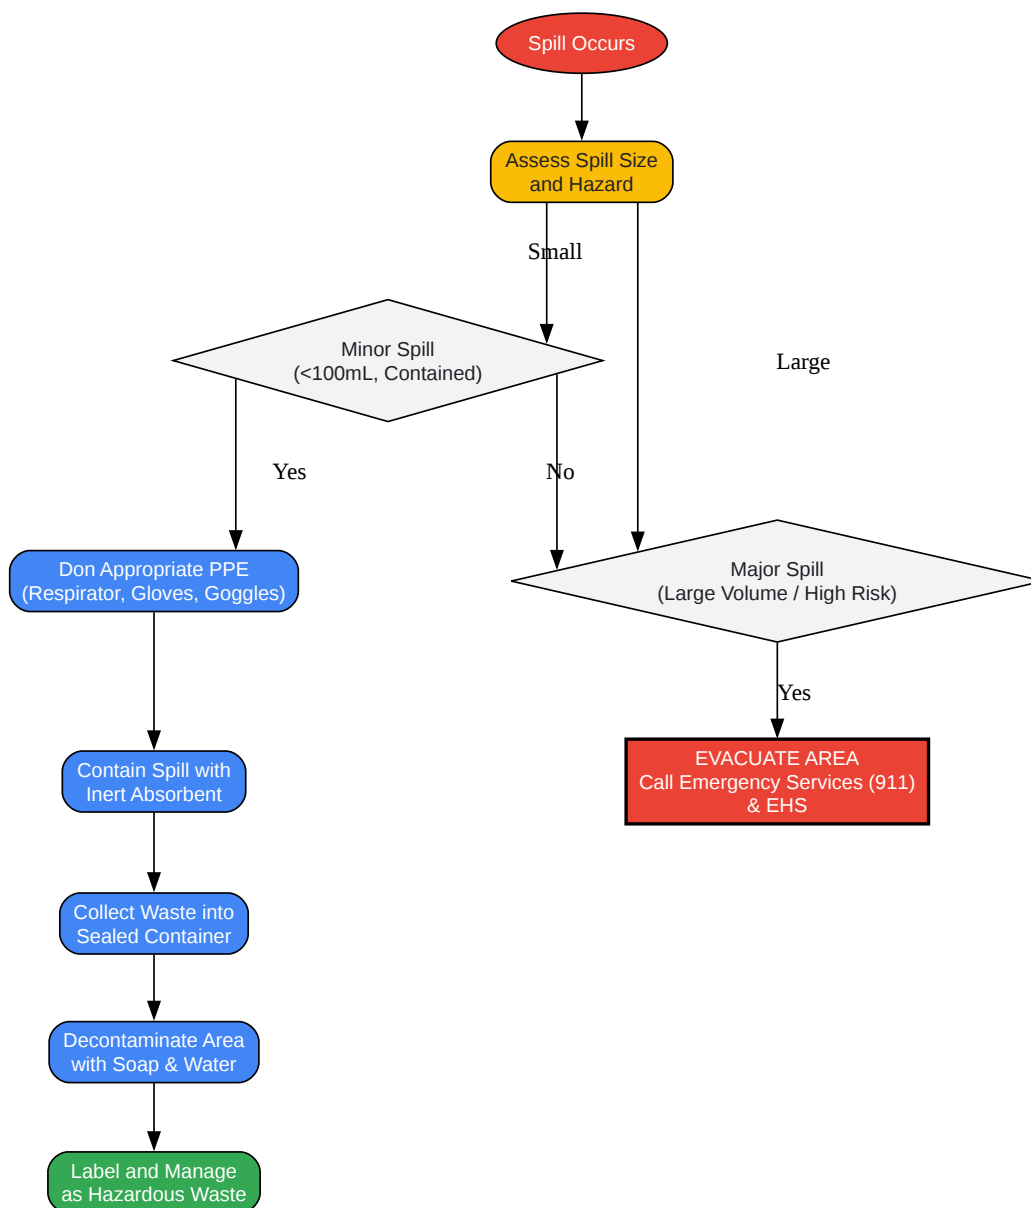 Spill Occurs
Assess Spill Size
and Hazard
Small
Large
Minor Spill
(<100mL, Contained)
Yes
No
Don Appropriate PPE
(Respirator, Gloves, Goggles)
Major Spill
(Large Volume / High Risk)
Yes
EVACUATE AREA
Call Emergency Services (911)
& EHS
Contain Spill with
Inert Absorbent
Collect Waste into
Sealed Container
Decontaminate Area
with Soap & Water
Label and Manage
as Hazardous Waste